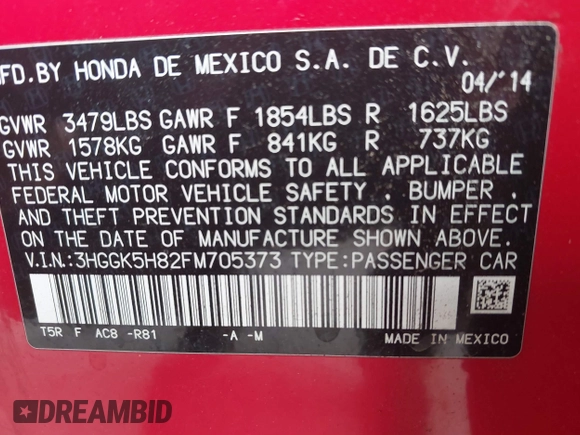 MFD.BY HONDA DE MEXICO S.A. DE C.V.
04/'14
GVWR 3479LBS GAWR F 1854LBS R 1625LBS
GVWR 1578KG GAWR F 841KG R 737KG
THIS VEHICLE CONFORMS TO ALL APPLICABLE
FEDERAL MOTOR VEHICLE SAFETY , BUMPER ,
AND THEFT PREVENTION STANDARDS IN EFFECT
ON THE DATE OF MANUFACTURE SHOWN ABOVE.
V.I.N.:3HGGK5H82FM705373 TYPE:PASSENGER CAR
T5R F AC8 -R81 -A -M
MADE IN MEXICO
DREAMBID